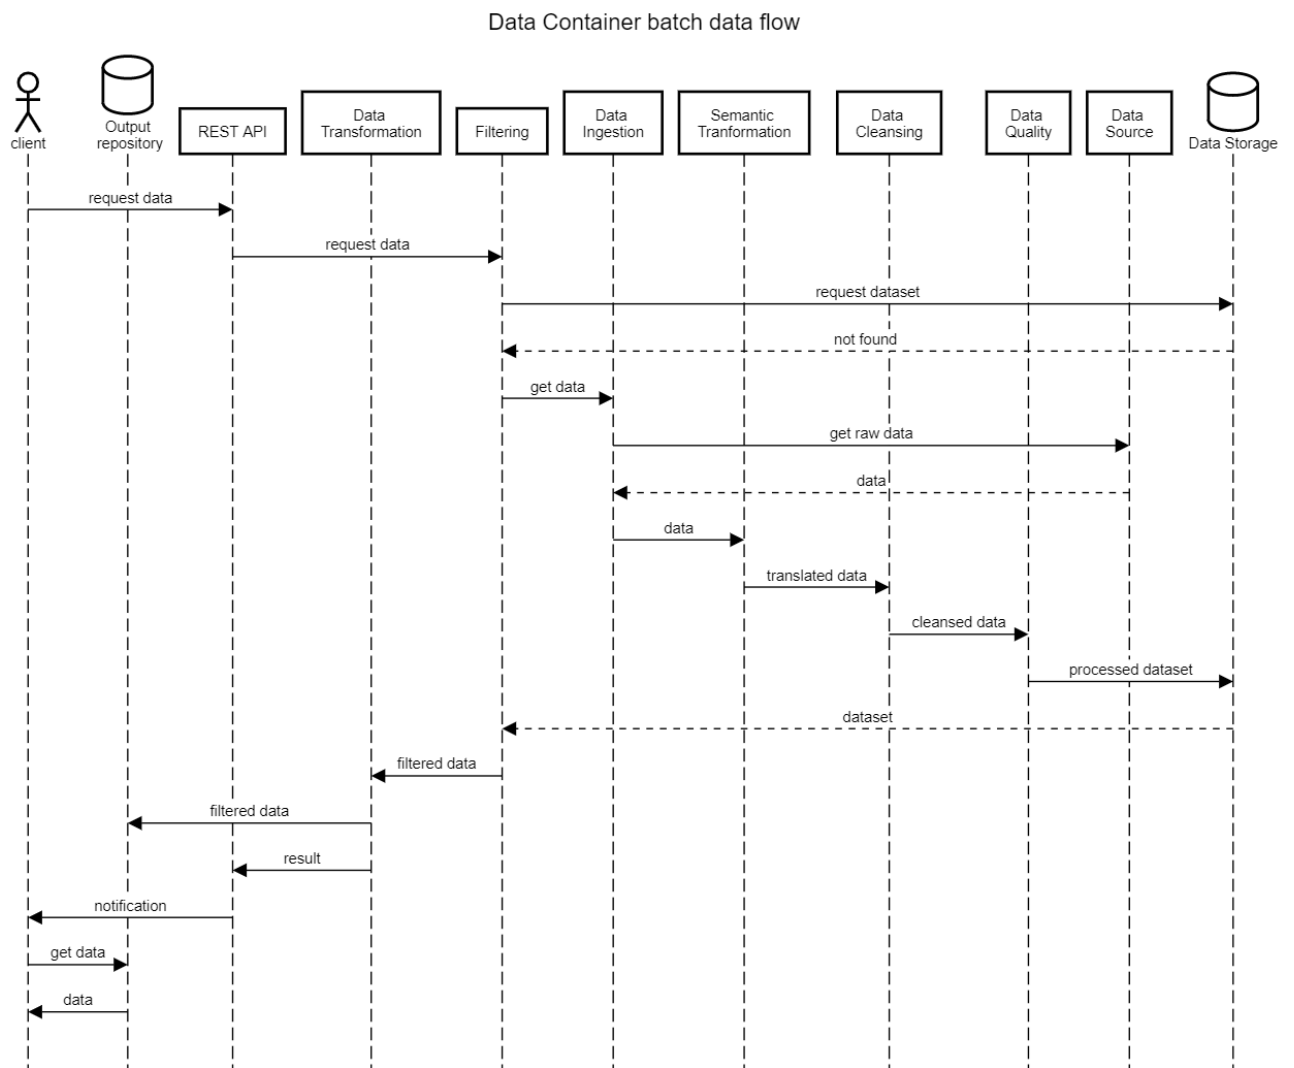 Data Container batch data flow
client
Output
repository
REST API
Data
Transformation
Filtering
Data
Ingestion
Semantic
Tranformation
Data
Cleansing
Data
Quality
Data
Source
Data Storage
request data
request data
request dataset
not found
get data
get raw data
data
data
translated data
cleansed data
processed dataset
dataset
filtered data
filtered data
result
notification
get data
data